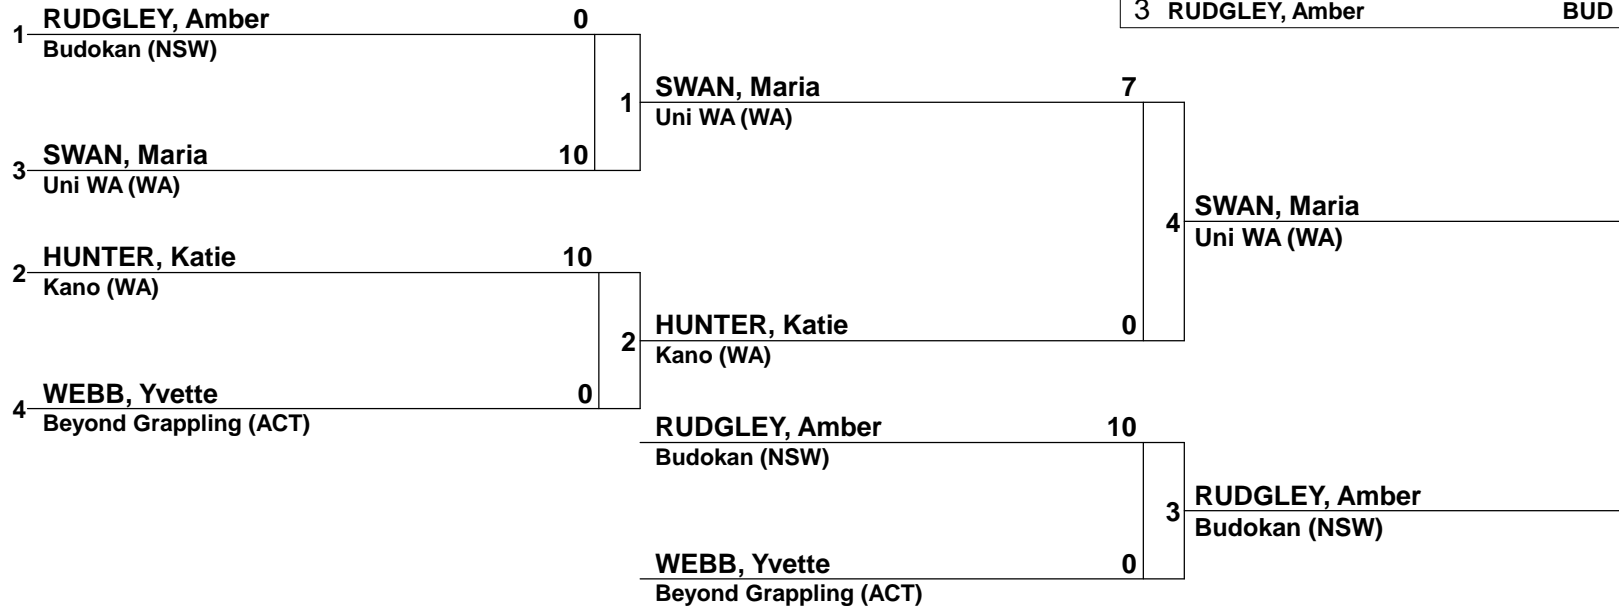 3 RUDGLEY, Amber BUD
RUDGLEY, Amber 0
1
Budokan (NSW)
SWAN, Maria 7
1
Uni WA (WA)
SWAN, Maria 10
3
Uni WA (WA)
SWAN, Maria
4
Uni WA (WA)
HUNTER, Katie 10
2
Kano (WA)
HUNTER, Katie 0
2
Kano (WA)
WEBB, Yvette 0
4
Beyond Grappling (ACT)
RUDGLEY, Amber 10
Budokan (NSW)
RUDGLEY, Amber
3
Budokan (NSW)
WEBB, Yvette 0
Beyond Grappling (ACT)